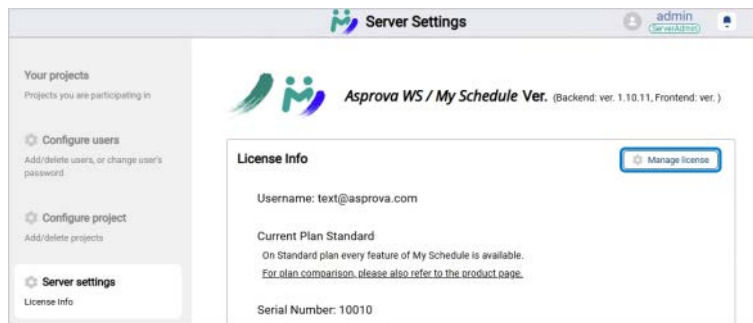 Server Settings
admin
(ServerAdmin)
Your projects
Projects you are participating in
Configure users
Add/delete users, or change user's
password
Configure project
Add/delete projects
Server settings
License Info
Asprova WS / My Schedule Ver. (Backend: ver. 1.10.11, Frontend: ver. )
License Info
Manage license
Username: text@asprova.com
Current Plan Standard
On Standard plan every feature of My Schedule is available.
For plan comparison, please also refer to the product page.
Serial Number: 10010